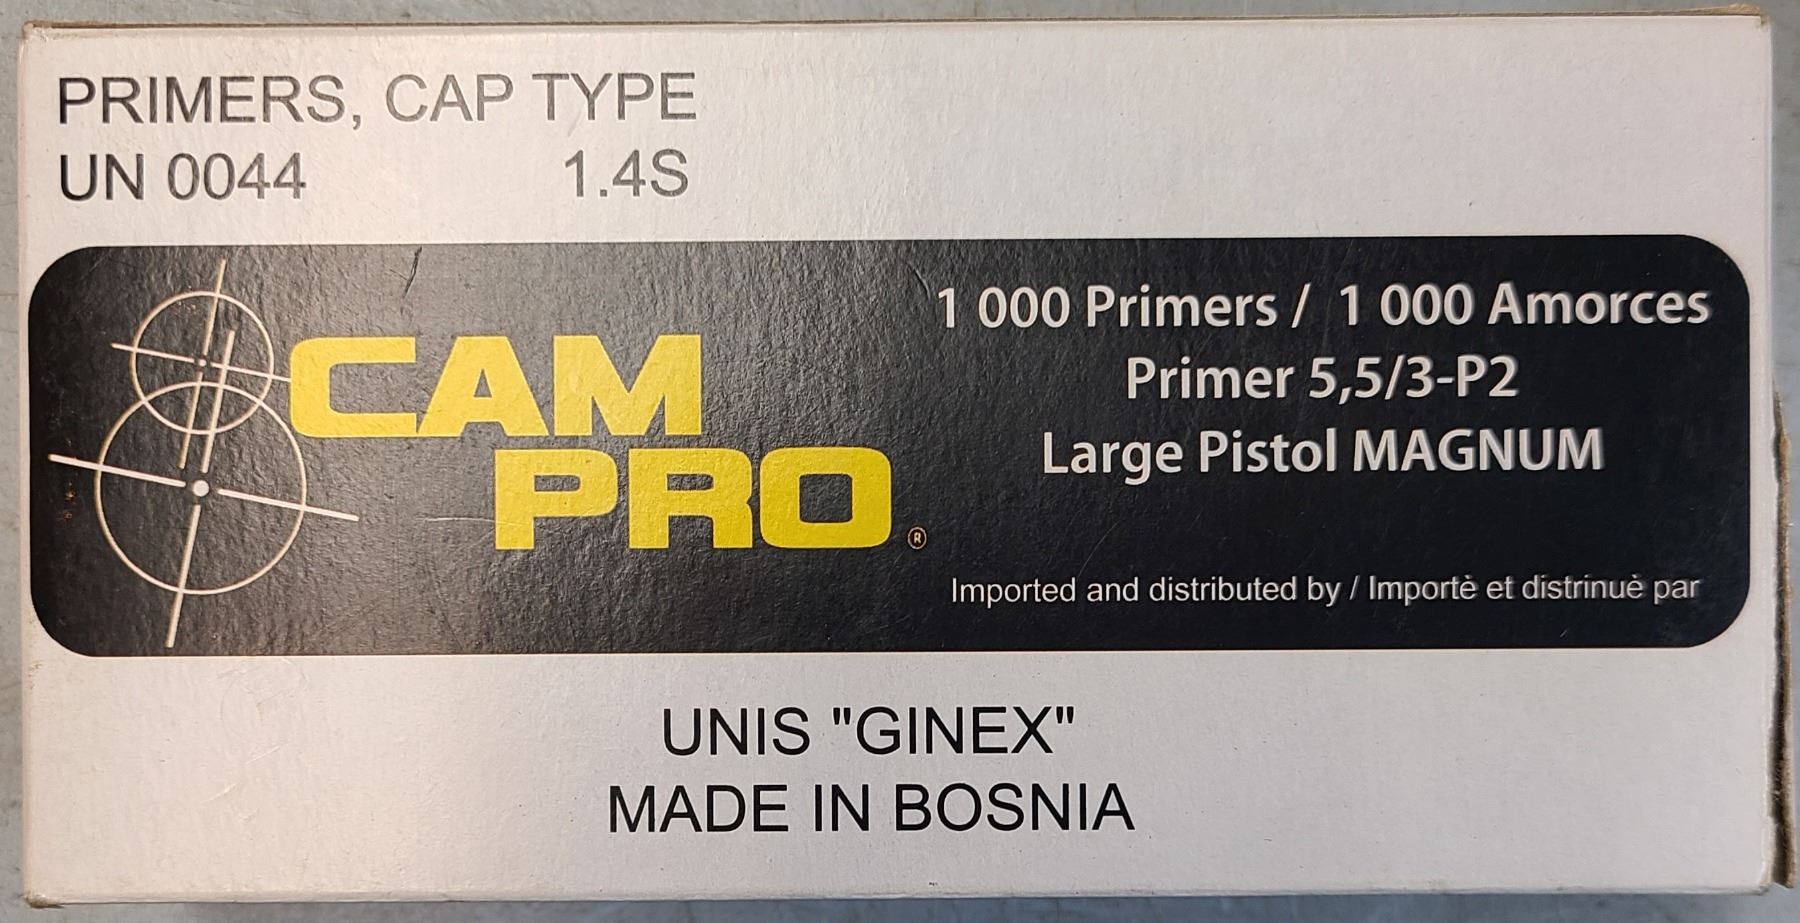 PRIMERS, CAP TYPE
UN 0044 1.4S
CAM
PRO®
1 000 Primers / 1 000 Amorces
Primer 5,5/3-P2
Large Pistol MAGNUM
Imported and distributed by / Importè et distrinuè par
UNIS "GINEX"
MADE IN BOSNIA